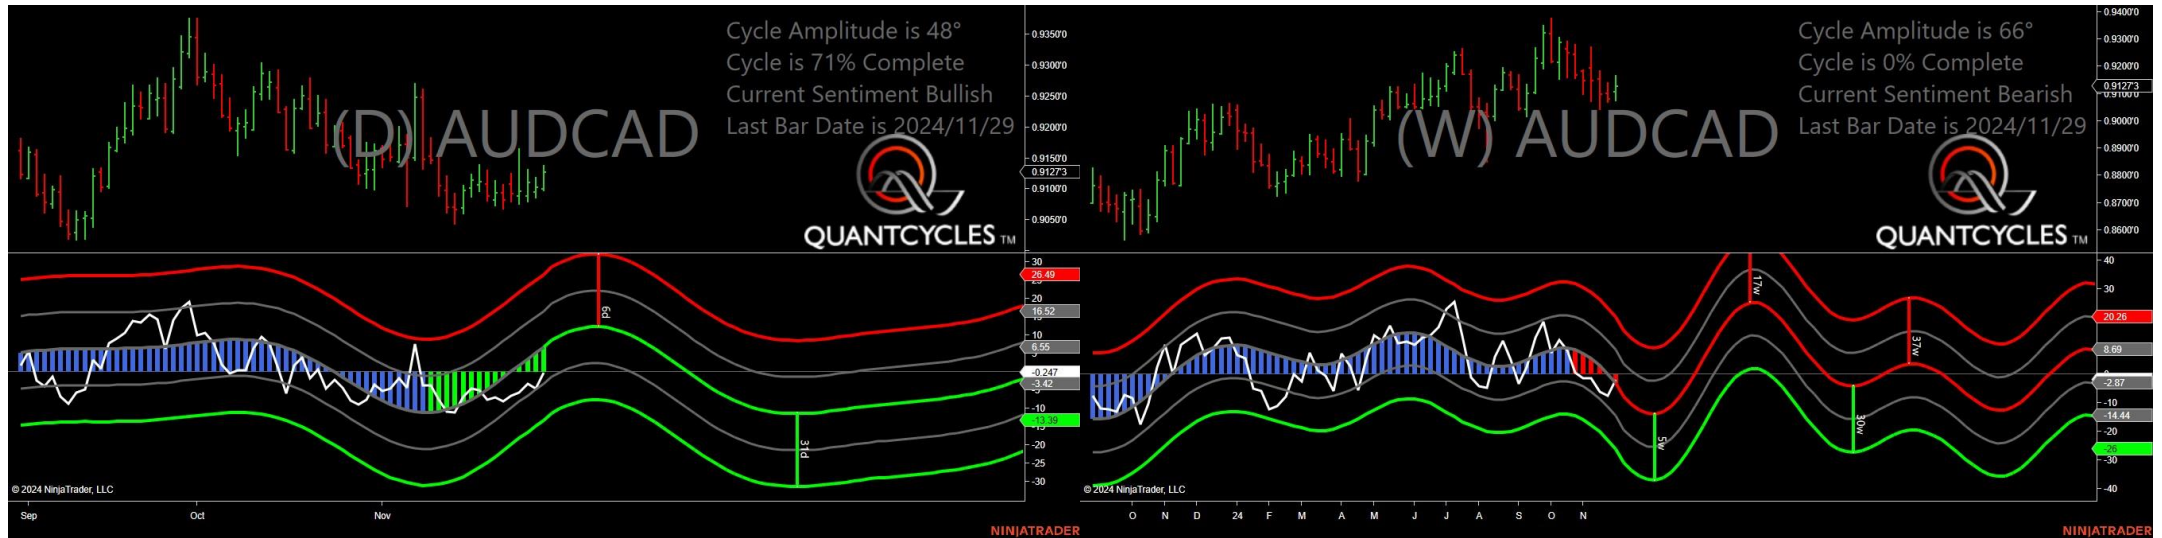 Cycle Amplitude is 48°
Cycle is 71% Complete
Current Sentiment Bullish
Last Bar Date is 2024/11/29
(D) AUDCAD
QUANTCYCLES TM
0.9350'0
0.9300'0
0.9250'0
0.9200'0
0.9150'0
0.9127'3
0.9100'0
0.9050'0
30
26.49
20
16.52
10
6.55
-0.247
-3.42
-10
-13.39
-20
-25
-30
6d
31d
© 2024 NinjaTrader, LLC
Sep Oct Nov
NINJATRADER
Cycle Amplitude is 66°
Cycle is 0% Complete
Current Sentiment Bearish
Last Bar Date is 2024/11/29
(W) AUDCAD
QUANTCYCLES TM
0.9400'0
0.9300'0
0.9200'0
0.9127'3
0.9100'0
0.9000'0
0.8900'0
0.8800'0
0.8700'0
0.8600'0
40
30
20.26
8.69
-2.87
-10
-14.44
-20
-26
-30
-40
5w
17w
30w
37w
© 2024 NinjaTrader, LLC
O N D 24 F M A M J J A S O N
NINJATRADER